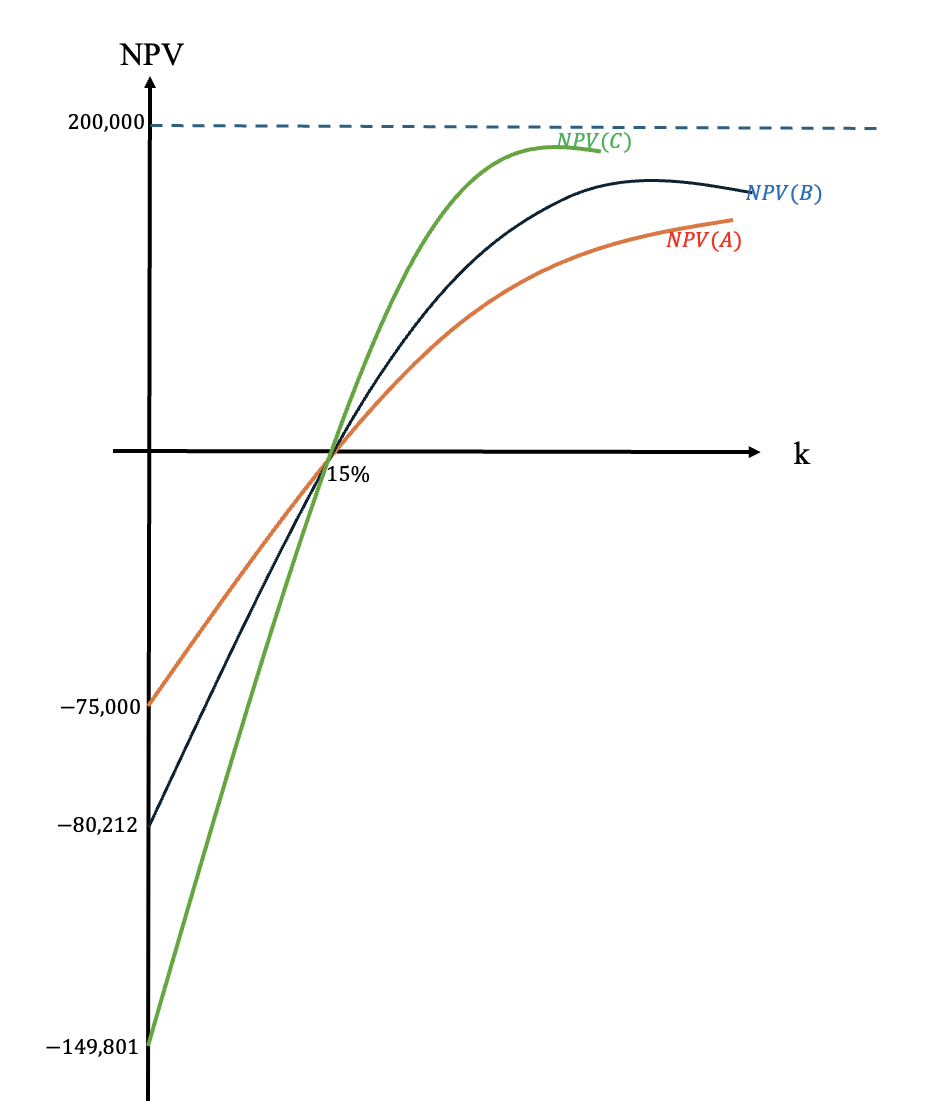 NPV
200,000
NPV(C)
NPV(B)
NPV(A)
k
15%
−75,000
−80,212
−149,801